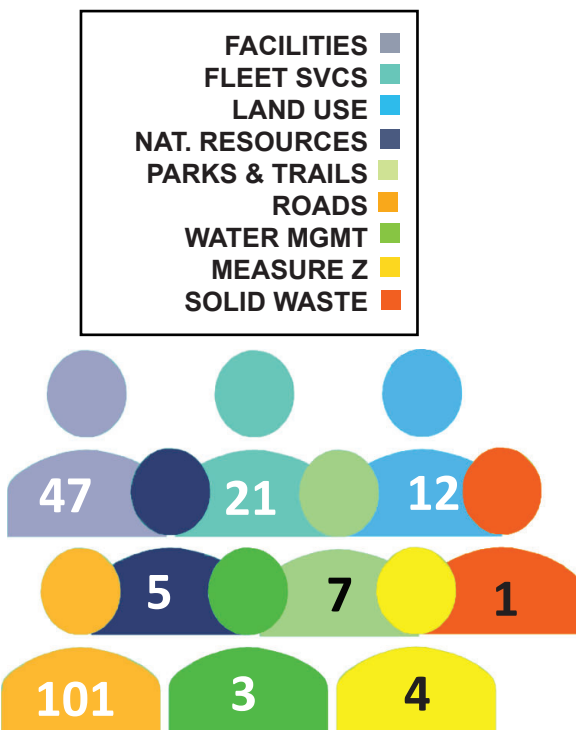 FACILITIES
FLEET SVCS
LAND USE
NAT. RESOURCES
PARKS & TRAILS
ROADS
WATER MGMT
MEASURE Z
SOLID WASTE
47 21 12
5 7 1
101 3 4